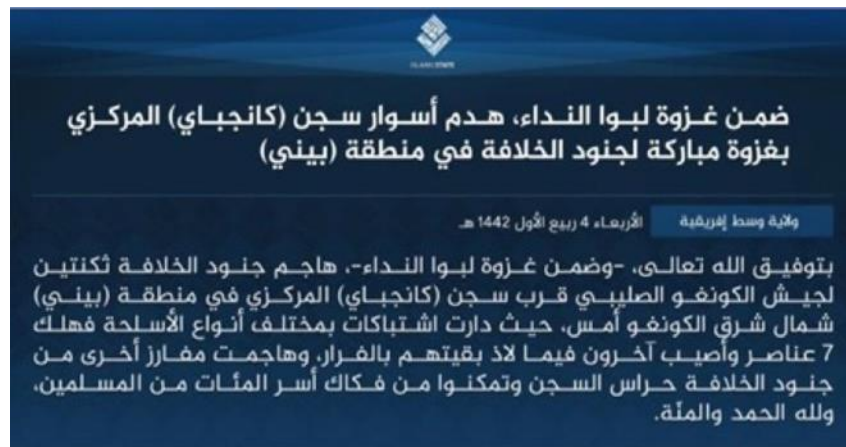 ISLAMIC STATE
ضمن غزوة لبوا النداء، هدم أسوار سجن (كانجباي) المركزي
بغزوة مباركة لجنود الخلافة في منطقة (بيني)
ولاية وسط إفريقية الأربعاء 4 ربيع الأول 1442 هـ
بتوفيق الله تعالى، -وضمن غزوة لبوا النداء-، هاجم جنود الخلافة ثكنتين
لجيش الكونغو الصليبي قرب سجن (كانجباي) المركزي في منطقة (بيني)
شمال شرق الكونغو أمس، حيث دارت اشتباكات بمختلف أنواع الأسلحة فهلك
7 عناصر وأصيب آخرون فيما لاذ بقيتهم بالفرار، وهاجمت مفارز أخرى من
جنود الخلافة حراس السجن وتمكنوا من فكاك أسر المئات من المسلمين،
ولله الحمد والمنّة.